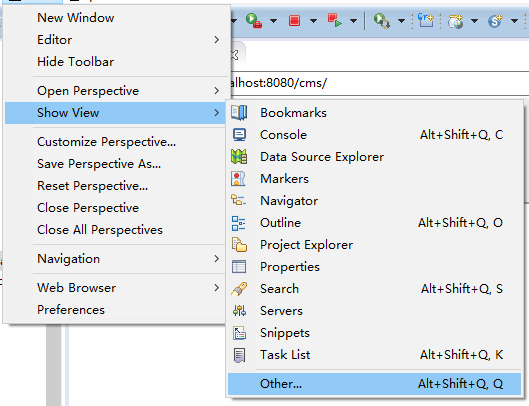 New Window
Editor
Hide Toolbar
alhost:8080/cms/
Open Perspective
Show View
Customize Perspective...
Save Perspective As...
Reset Perspective...
Close Perspective
Close All Perspectives
Navigation
Web Browser
Preferences
Bookmarks
Console Alt+Shift+Q, C
Data Source Explorer
Markers
Navigator
Outline Alt+Shift+Q, O
Project Explorer
Properties
Search Alt+Shift+Q, S
Servers
Snippets
Task List Alt+Shift+Q, K
Other... Alt+Shift+Q, Q